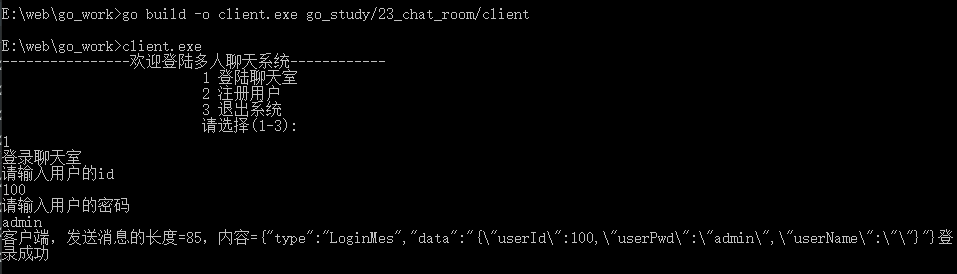 E:\web\go_work>go build -o client.exe go_study/23_chat_room/client
E:\web\go_work>client.exe
----------------欢迎登陆多人聊天系统------------
1 登陆聊天室
2 注册用户
3 退出系统
请选择(1-3):
1
登录聊天室
请输入用户的id
100
请输入用户的密码
admin
客户端，发送消息的长度=85，内容={"type":"LoginMes","data":"{\"userId\":100,\"userPwd\":\"admin\",\"userName\":\"\"}"}登
录成功